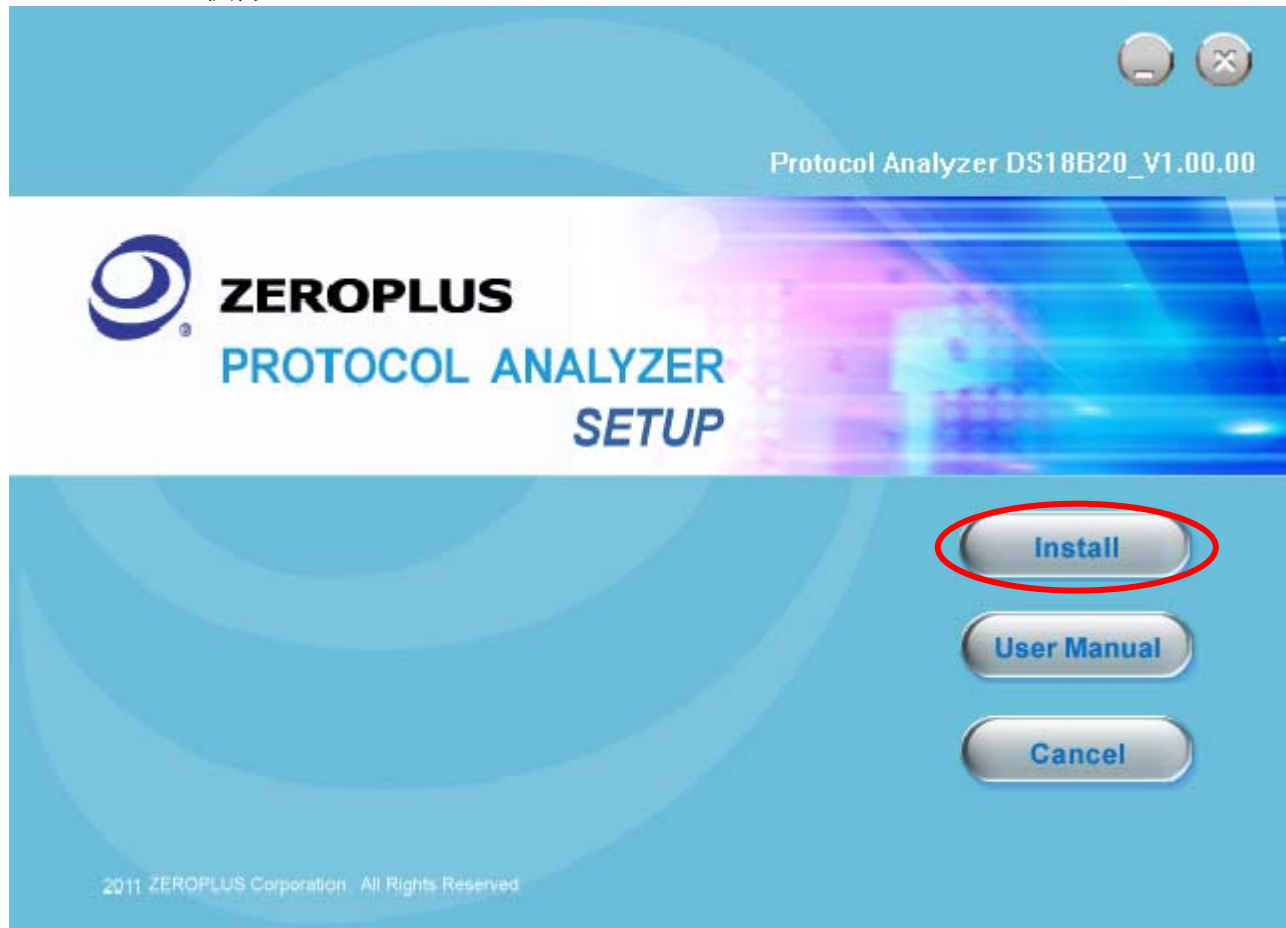 Protocol Analyzer DS18B20_V1.00.00
ZEROPLUS
®
PROTOCOL ANALYZER
SETUP
Install
User Manual
Cancel
2011 ZEROPLUS Corporation. All Rights Reserved